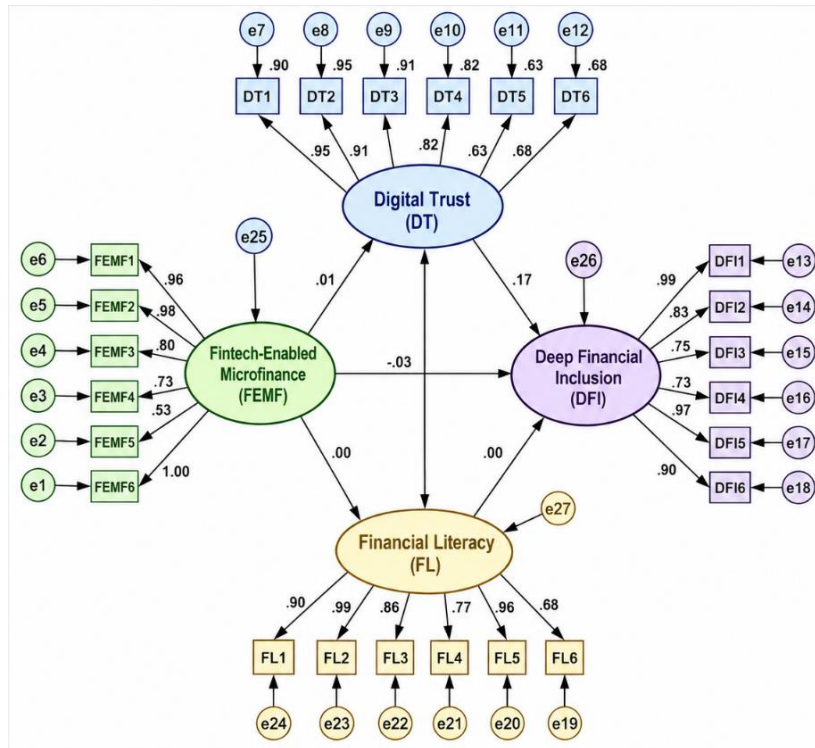 e7 e8 e9 e10 e11 e12
.90 .95 .91 .82 .63 .68
DT1 DT2 DT3 DT4 DT5 DT6
.95 .91 .82 .63 .68
Digital Trust
(DT)
e25
e26
.01
.17
e6 FEMF1
.96
e5 FEMF2
.98
e4 FEMF3
.80
e3 FEMF4
.73
e2 FEMF5
.53
e1 FEMF6
1.00
Fintech-Enabled
Microfinance
(FEMF)
-.03
Deep Financial
Inclusion
(DFI)
.99
DFI1 e13
.83
DFI2 e14
.75
DFI3 e15
.73
DFI4 e16
.97
DFI5 e17
.90
DFI6 e18
.00
.00
e27
Financial Literacy
(FL)
.90 .99 .86 .77 .96 .68
FL1 FL2 FL3 FL4 FL5 FL6
e24 e23 e22 e21 e20 e19